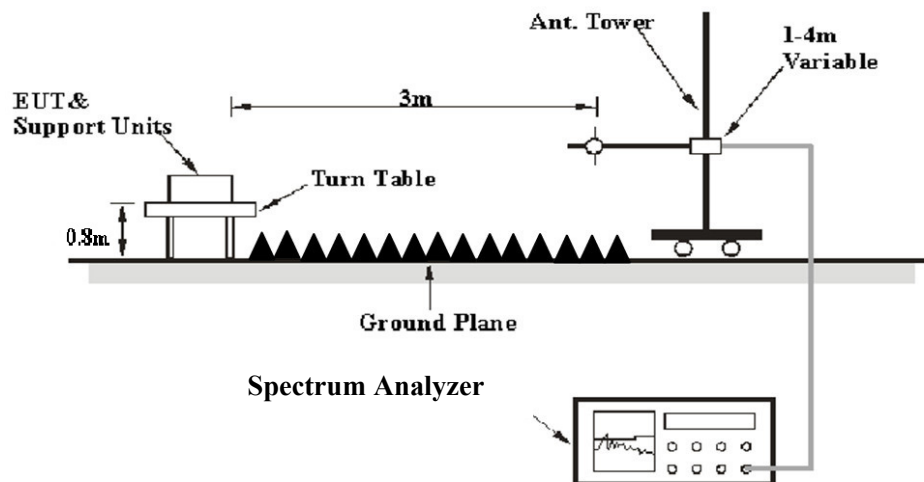 Ant. Tower
1-4m
Variable
3m
EUT&
Support Units
Turn Table
0.8m
Ground Plane
Spectrum Analyzer